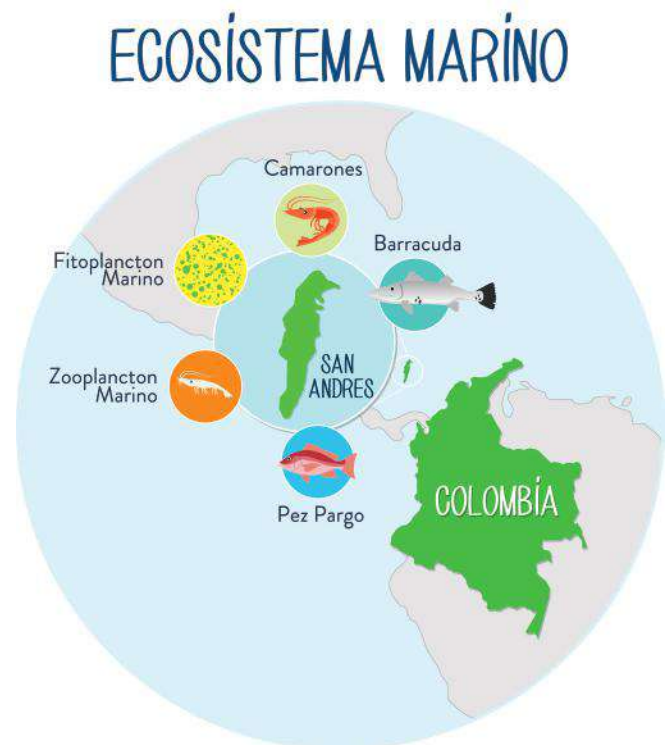 ECOSÍSTEMA MARÍNO
Camarones
Barracuda
Fitoplancton
Marino
SAN
ANDRES
Zooplancton
Marino
Pez Pargo
COLOMBÍA